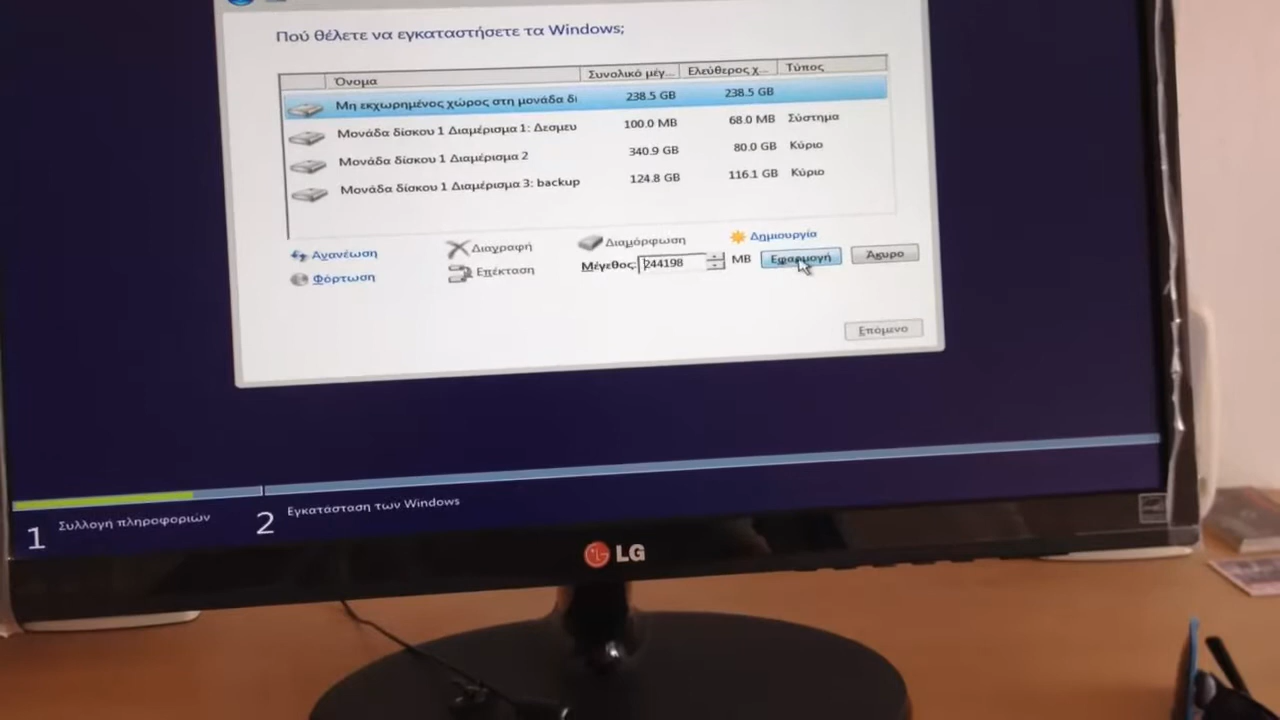 Πού θέλετε να εγκαταστήσετε τα Windows;
Όνομα Συνολικό μέγ... Ελεύθερος χ... Τύπος
Μη εκχωρημένος χώρος στη μονάδα δί 238.5 GB 238.5 GB
Μονάδα δίσκου 1 Διαμέρισμα 1: Δεσμευ 100.0 MB 68.0 MB Σύστημα
Μονάδα δίσκου 1 Διαμέρισμα 2 340.9 GB 80.0 GB Κύριο
Μονάδα δίσκου 1 Διαμέρισμα 3: backup 124.8 GB 116.1 GB Κύριο
Ανανέωση Διαγραφή Διαμόρφωση Δημιουργία
Φόρτωση Επέκταση Μέγεθος: 244198 MB Εφαρμογή Άκυρο
Επόμενο
1 Συλλογή πληροφοριών 2 Εγκατάσταση των Windows
LG